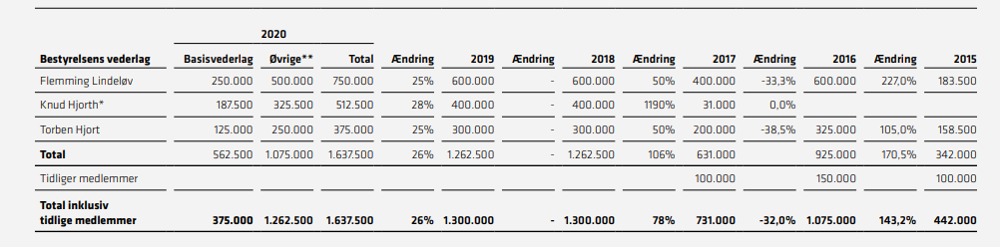 2020
Bestyrelsens vederlag Basisvederlag Øvrige** Total Ændring 2019 Ændring 2018 Ændring 2017 Ændring 2016 Ændring 2015
Flemming Lindeløv 250.000 500.000 750.000 25% 600.000 - 600.000 50% 400.000 -33,3% 600.000 227,0% 183.500
Knud Hjorth* 187.500 325.500 512.500 28% 400.000 - 400.000 1190% 31.000 0,0%
Torben Hjort 125.000 250.000 375.000 25% 300.000 - 300.000 50% 200.000 -38,5% 325.000 105,0% 158.500
Total 562.500 1.075.000 1.637.500 26% 1.262.500 - 1.262.500 106% 631.000 925.000 170,5% 342.000
Tidliger medlemmer 100.000 150.000 100.000
Total inklusiv
tidlige medlemmer 375.000 1.262.500 1.637.500 26% 1.300.000 - 1.300.000 78% 731.000 -32,0% 1.075.000 143,2% 442.000